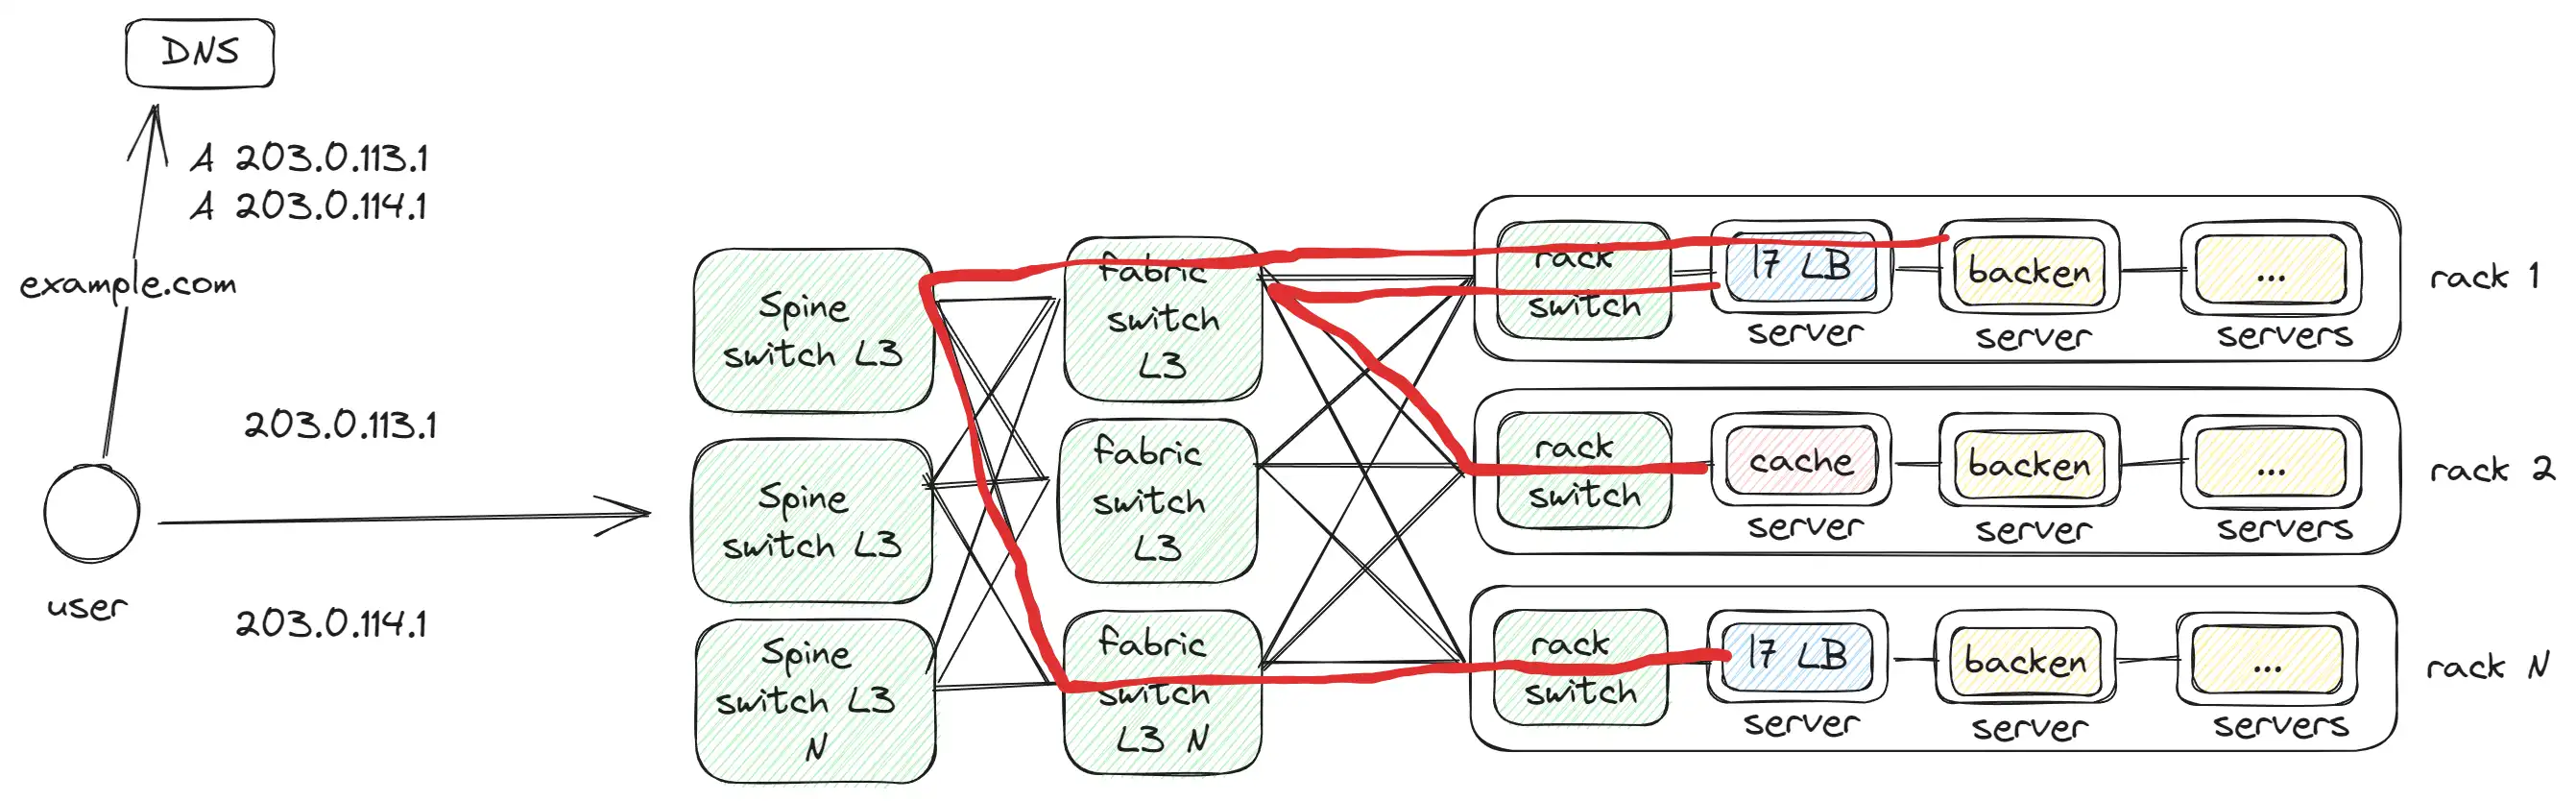 DNS
A 203.0.113.1
A 203.0.114.1
example.com
203.0.113.1
user
203.0.114.1
Spine
switch L3
Spine
switch L3
Spine
switch L3
N
fabric
switch
L3
fabric
switch
L3
fabric
switch
L3 N
rack
switch
l7 LB
server
backen
server
...
servers
rack 1
rack
switch
cache
server
backen
server
...
servers
rack 2
rack
switch
l7 LB
server
backen
server
...
servers
rack N